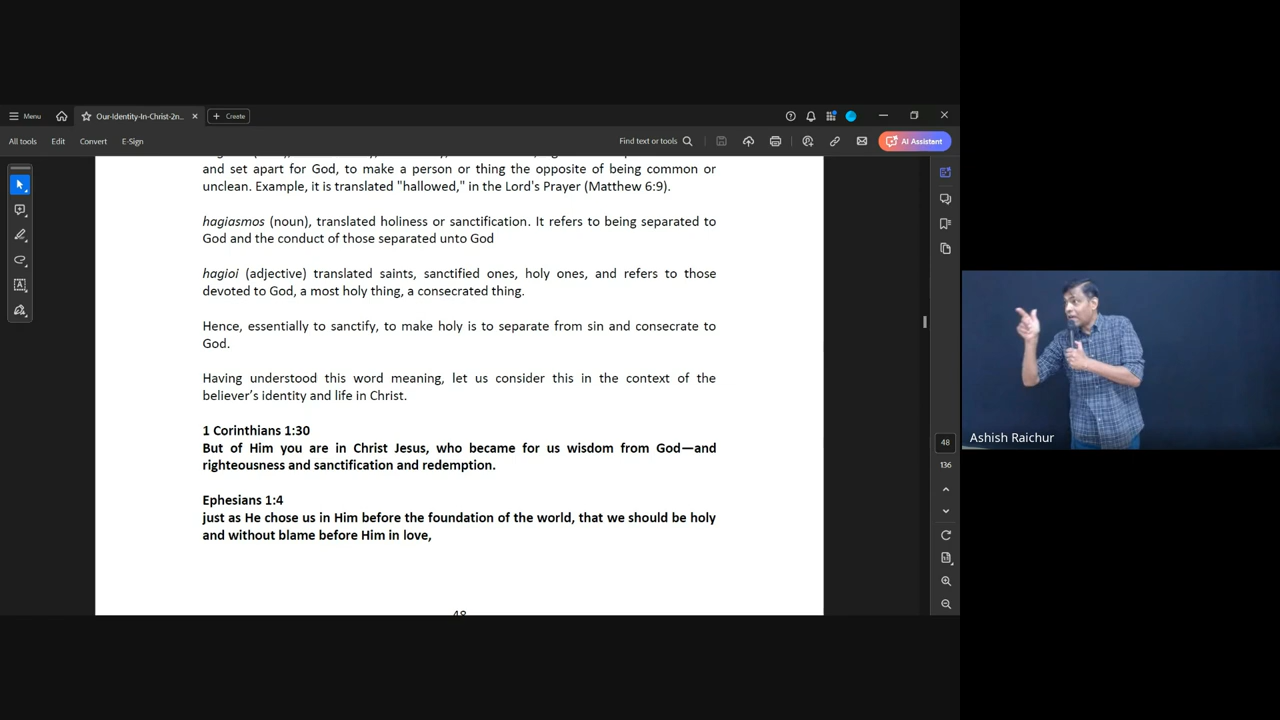 Menu
Our-Identity-In-Christ-2n...
Create
All tools
Edit
Convert
E-Sign
Find text or tools
AI Assistant
and set apart for God, to make a person or thing the opposite of being common or
unclean. Example, it is translated "hallowed," in the Lord's Prayer (Matthew 6:9).
hagiasmos (noun), translated holiness or sanctification. It refers to being separated to
God and the conduct of those separated unto God
hagioi (adjective) translated saints, sanctified ones, holy ones, and refers to those
devoted to God, a most holy thing, a consecrated thing.
Hence, essentially to sanctify, to make holy is to separate from sin and consecrate to
God.
Having understood this word meaning, let us consider this in the context of the
believer's identity and life in Christ.
1 Corinthians 1:30
But of Him you are in Christ Jesus, who became for us wisdom from God—and
righteousness and sanctification and redemption.
Ephesians 1:4
just as He chose us in Him before the foundation of the world, that we should be holy
and without blame before Him in love,
48
48
136
Ashish Raichur